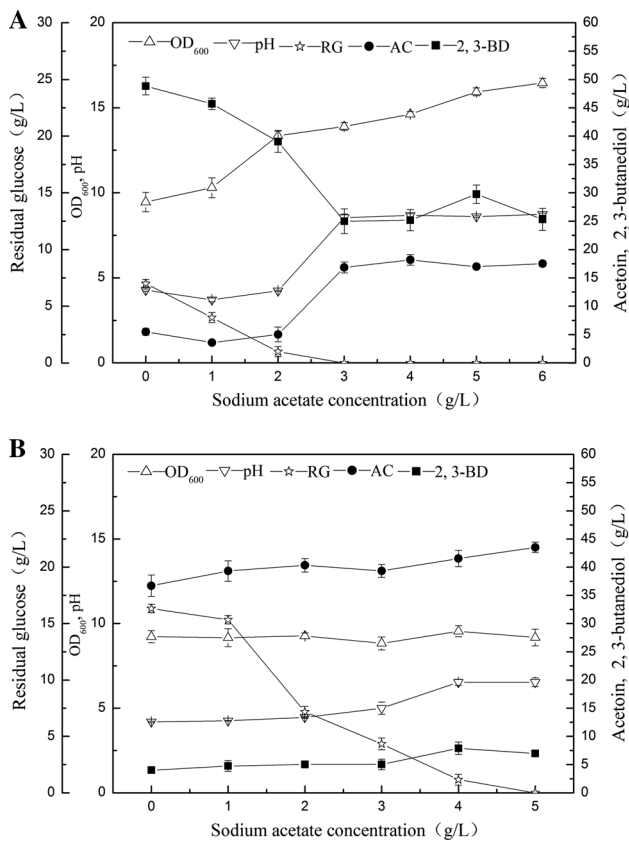 A
OD600 pH RG AC 2, 3-BD
30 25 20 15 10 5 0
Residual glucose（g/L）
20 15 10 5 0
OD600, pH
60 55 50 45 40 35 30 25 20 15 10 5 0
Acetoin, 2, 3-butanediol（g/L）
0 1 2 3 4 5 6
Sodium acetate concentration（g/L）
B
OD600 pH RG AC 2, 3-BD
30 25 20 15 10 5 0
Residual glucose（g/L）
20 15 10 5 0
OD600, pH
60 55 50 45 40 35 30 25 20 15 10 5 0
Acetoin, 2, 3-butanediol（g/L）
0 1 2 3 4 5
Sodium acetate concentration（g/L）